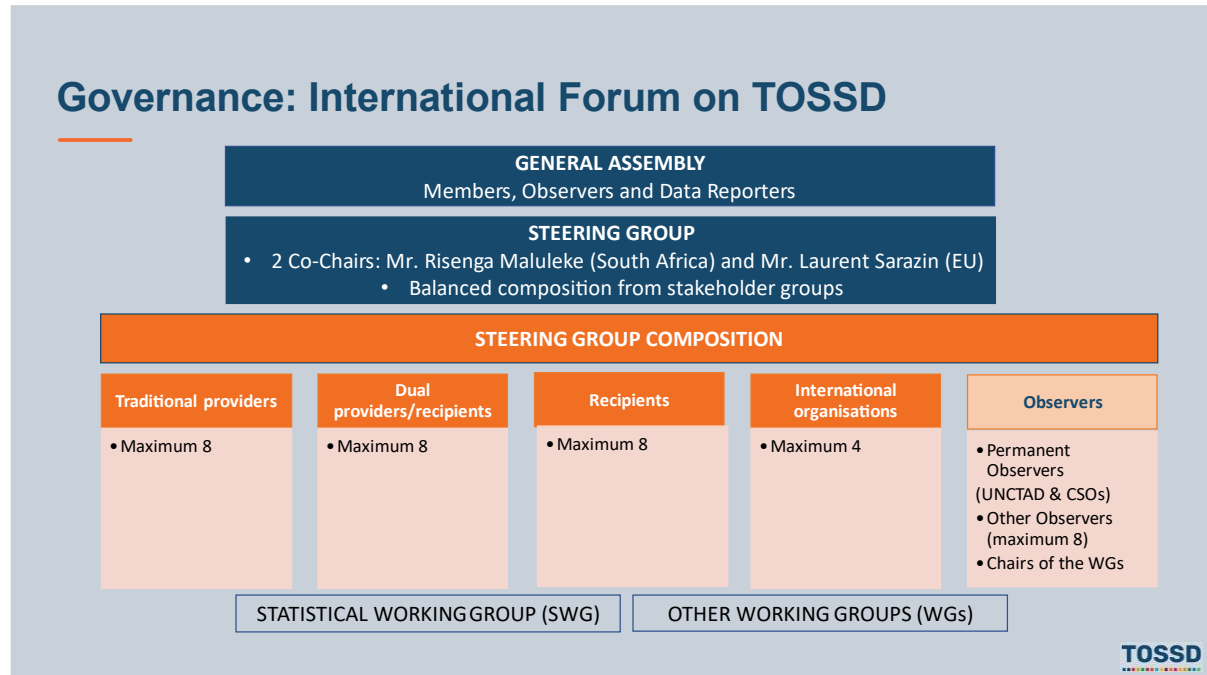 Governance: International Forum on TOSSD
GENERAL ASSEMBLY
Members, Observers and Data Reporters
STEERING GROUP
• 2 Co-Chairs: Mr. Risenga Maluleke (South Africa) and Mr. Laurent Sarazin (EU)
• Balanced composition from stakeholder groups
STEERING GROUP COMPOSITION
Traditional providers
• Maximum 8
Dual
providers/recipients
• Maximum 8
Recipients
• Maximum 8
International
organisations
• Maximum 4
Observers
• Permanent
Observers
(UNCTAD & CSOs)
• Other Observers
(maximum 8)
• Chairs of the WGs
STATISTICAL WORKING GROUP (SWG)
OTHER WORKING GROUPS (WGs)
TOSSD